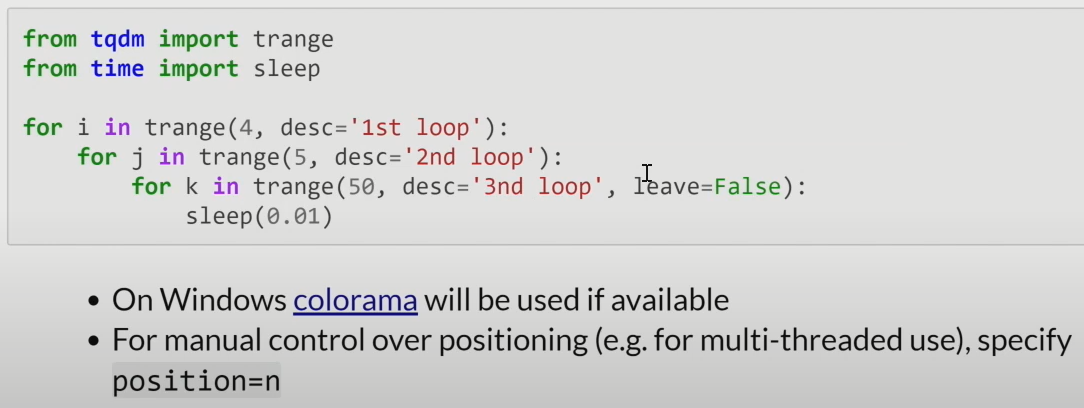 from tqdm import trange
from time import sleep

for i in trange(4, desc='1st loop'):
    for j in trange(5, desc='2nd loop'):
        for k in trange(50, desc='3nd loop', leave=False):
            sleep(0.01)

• On Windows colorama will be used if available
• For manual control over positioning (e.g. for multi-threaded use), specify
position=n